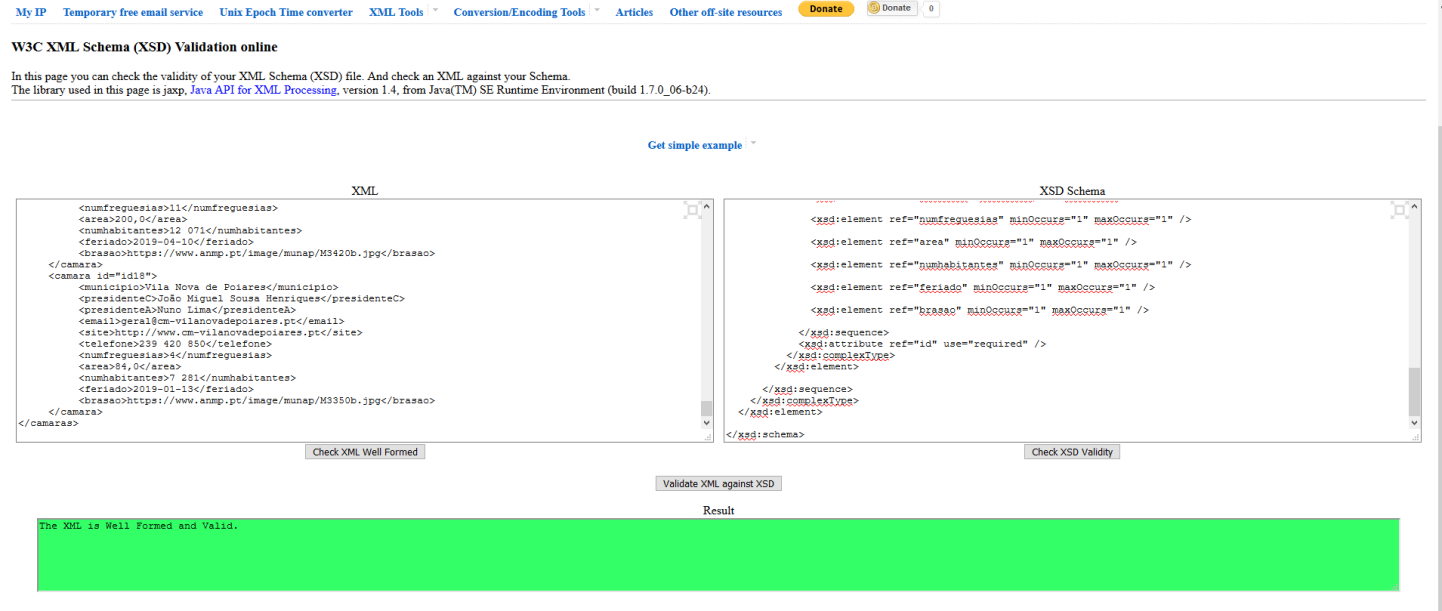 My IP Temporary free email service Unix Epoch Time converter XML Tools Conversion/Encoding Tools Articles Other off-site resources Donate Donate 0
W3C XML Schema (XSD) Validation online
In this page you can check the validity of your XML Schema (XSD) file. And check an XML against your Schema.
The library used in this page is jaxp, Java API for XML Processing, version 1.4, from Java(TM) SE Runtime Environment (build 1.7.0_06-b24).
Get simple example
XML
<numfreguesias>11</numfreguesias>
<area>200,0</area>
<numhabitantes>12 071</numhabitantes>
<feriado>2019-04-10</feriado>
<brasao>https://www.anmp.pt/image/munap/M3420b.jpg</brasao>
</camara>
<camara id="id18">
<municipio>Vila Nova de Poiares</municipio>
<presidenteC>João Miguel Sousa Henriques</presidenteC>
<presidenteA>Nuno Lima</presidenteA>
<email>geral@cm-vilanovadepoiares.pt</email>
<site>http://www.cm-vilanovadepoiares.pt</site>
<telefone>239 420 850</telefone>
<numfreguesias>4</numfreguesias>
<area>84,0</area>
<numhabitantes>7 281</numhabitantes>
<feriado>2019-01-13</feriado>
<brasao>https://www.anmp.pt/image/munap/M3350b.jpg</brasao>
</camara>
</camaras>
Check XML Well Formed
XSD Schema
<xsd:element ref="numfreguesias" minOccurs="1" maxOccurs="1" />
<xsd:element ref="area" minOccurs="1" maxOccurs="1" />
<xsd:element ref="numhabitantes" minOccurs="1" maxOccurs="1" />
<xsd:element ref="feriado" minOccurs="1" maxOccurs="1" />
<xsd:element ref="brasao" minOccurs="1" maxOccurs="1" />
</xsd:sequence>
<xsd:attribute ref="id" use="required" />
</xsd:complexType>
</xsd:element>
</xsd:sequence>
</xsd:complexType>
</xsd:element>
</xsd:schema>
Check XSD Validity
Validate XML against XSD
Result
The XML is Well Formed and Valid.